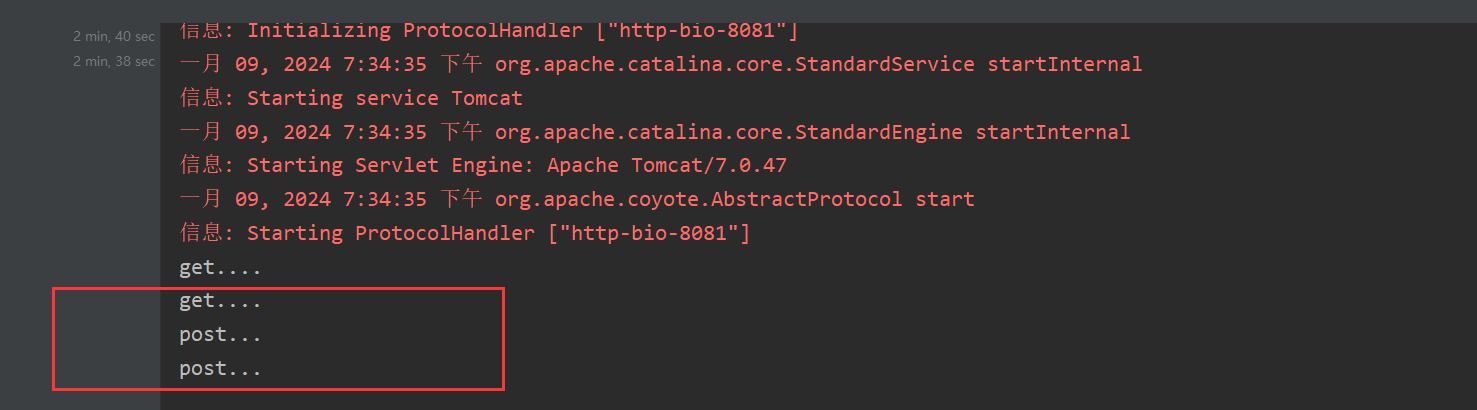 2 min, 40 sec
2 min, 38 sec
信息: Initializing ProtocolHandler ["http-bio-8081"]
一月 09, 2024 7:34:35 下午 org.apache.catalina.core.StandardService startInternal
信息: Starting service Tomcat
一月 09, 2024 7:34:35 下午 org.apache.catalina.core.StandardEngine startInternal
信息: Starting Servlet Engine: Apache Tomcat/7.0.47
一月 09, 2024 7:34:35 下午 org.apache.coyote.AbstractProtocol start
信息: Starting ProtocolHandler ["http-bio-8081"]
get....
get....
post...
post...